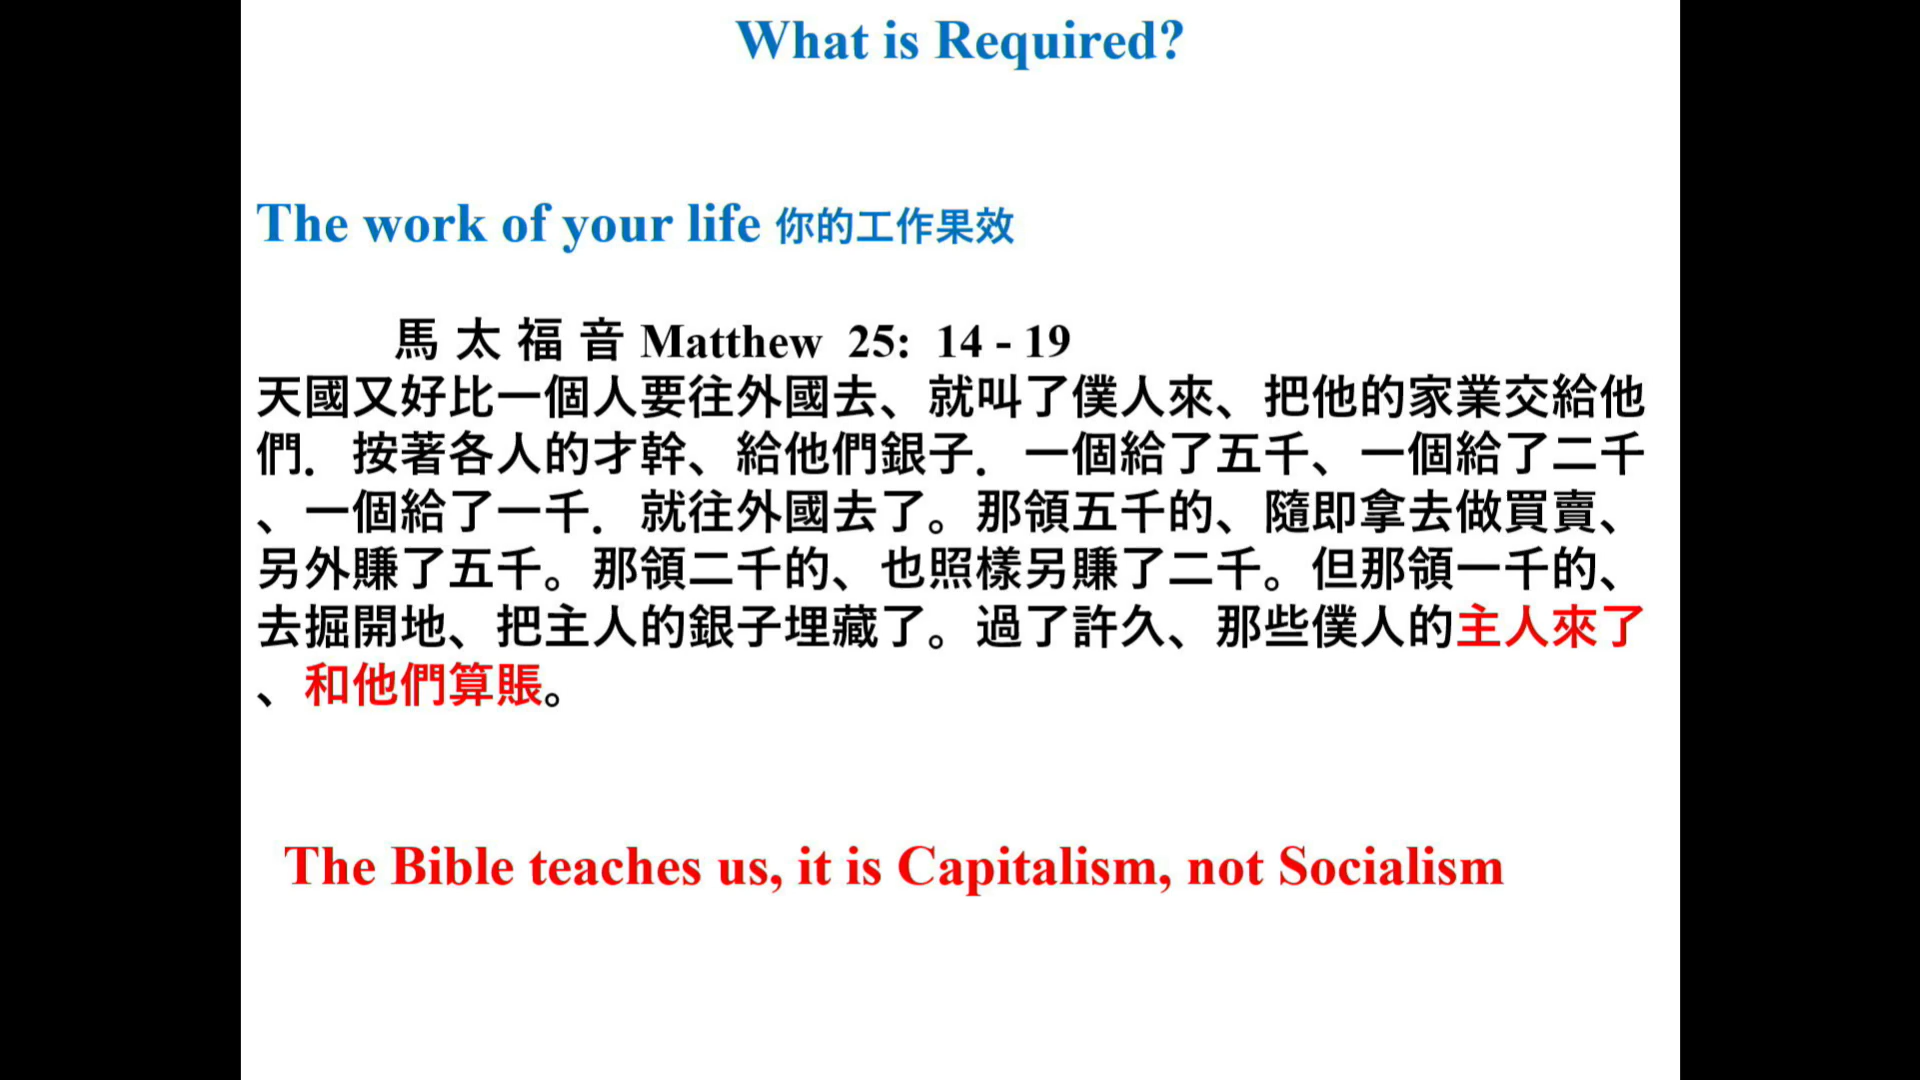 What is Required?
The work of your life 你的工作果效
馬 太 福 音 Matthew 25: 14 - 19
天國又好比一個人要往外國去、就叫了僕人來、把他的家業交給他
們．按著各人的才幹、給他們銀子．一個給了五千、一個給了二千
、一個給了一千．就往外國去了。那領五千的、隨即拿去做買賣、
另外賺了五千。那領二千的、也照樣另賺了二千。但那領一千的、
去掘開地、把主人的銀子埋藏了。過了許久、那些僕人的主人來了
、和他們算賬。
The Bible teaches us, it is Capitalism, not Socialism